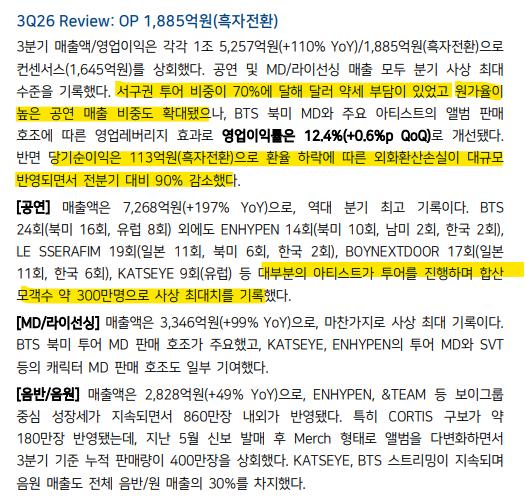 3Q26 Review: OP 1,885억원(흑자전환)
3분기 매출액/영업이익은 각각 1조 5,257억원(+110% YoY)/1,885억원(흑자전환)으로
컨센서스(1,645억원)를 상회했다. 공연 및 MD/라이선싱 매출 모두 분기 사상 최대
수준을 기록했다. 서구권 투어 비중이 70%에 달해 달러 약세 부담이 있었고 원가율이
높은 공연 매출 비중도 확대됐으나, BTS 북미 MD와 주요 아티스트의 앨범 판매
호조에 따른 영업레버리지 효과로 영업이익률은 12.4%(+0.6%p QoQ)로 개선됐다.
반면 당기순이익은 113억원(흑자전환)으로 환율 하락에 따른 외화환산손실이 대규모
반영되면서 전분기 대비 90% 감소했다.
[공연] 매출액은 7,268억원(+197% YoY)으로, 역대 분기 최고 기록이다. BTS
24회(북미 16회, 유럽 8회) 외에도 ENHYPEN 14회(북미 10회, 남미 2회, 한국 2회),
LE SSERAFIM 19회(일본 11회, 북미 6회, 한국 2회), BOYNEXTDOOR 17회(일본
11회, 한국 6회), KATSEYE 9회(유럽) 등 대부분의 아티스트가 투어를 진행하며 합산
모객수 약 300만명으로 사상 최대치를 기록했다.
[MD/라이선싱] 매출액은 3,346억원(+99% YoY)으로, 마찬가지로 사상 최대 기록이다.
BTS 북미 투어 MD 판매 호조가 주요했고, KATSEYE, ENHYPEN의 투어 MD와 SVT
등의 캐릭터 MD 판매 호조도 일부 기여했다.
[음반/음원] 매출액은 2,828억원(+49% YoY)으로, ENHYPEN, &TEAM 등 보이그룹
중심 성장세가 지속되면서 860만장 내외가 반영됐다. 특히 CORTIS 구보가 약
180만장 반영됐는데, 지난 5월 신보 발매 후 Merch 형태로 앨범을 다변화하면서
3분기 기준 누적 판매량이 400만장을 상회했다. KATSEYE, BTS 스트리밍이 지속되며
음원 매출도 전체 음반/원 매출의 30%를 차지했다.